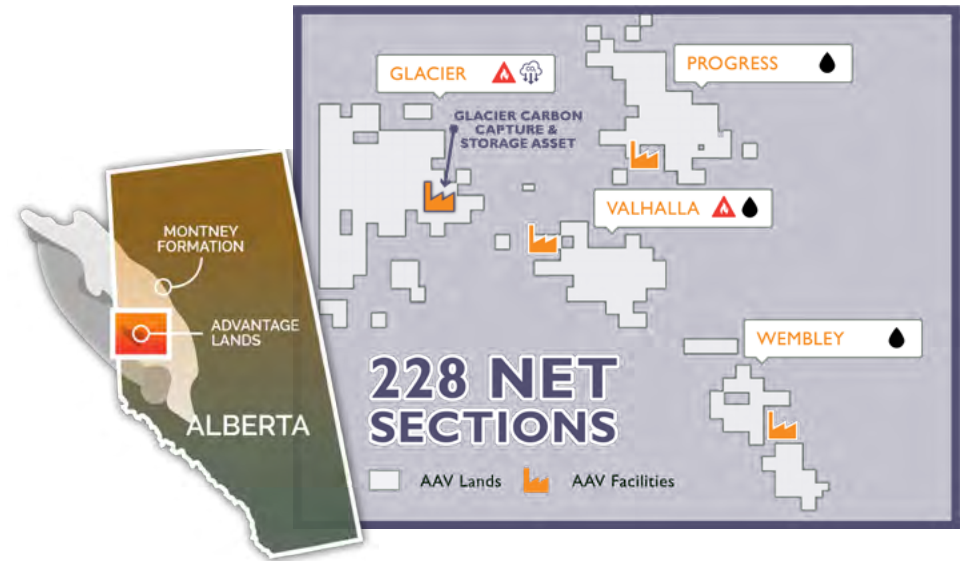 GLACIER
CO₂
PROGRESS
GLACIER CARBON
CAPTURE &
STORAGE ASSET
VALHALLA
MONTNEY
FORMATION
ADVANTAGE
LANDS
WEMBLEY
228 NET
SECTIONS
ALBERTA
AAV Lands
AAV Facilities